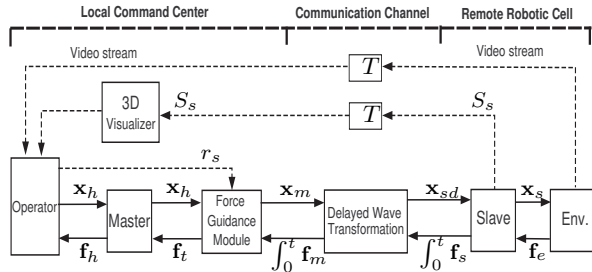 Local Command Center
Communication Channel
Remote Robotic Cell
Video stream
T
Video stream
3D
Visualizer
S_s
T
S_s
r_s
Operator
x_h
f_h
Master
x_h
f_t
Force
Guidance
Module
x_m
∫_0^t f_m
Delayed Wave
Transformation
x_sd
∫_0^t f_s
Slave
x_s
f_e
Env.